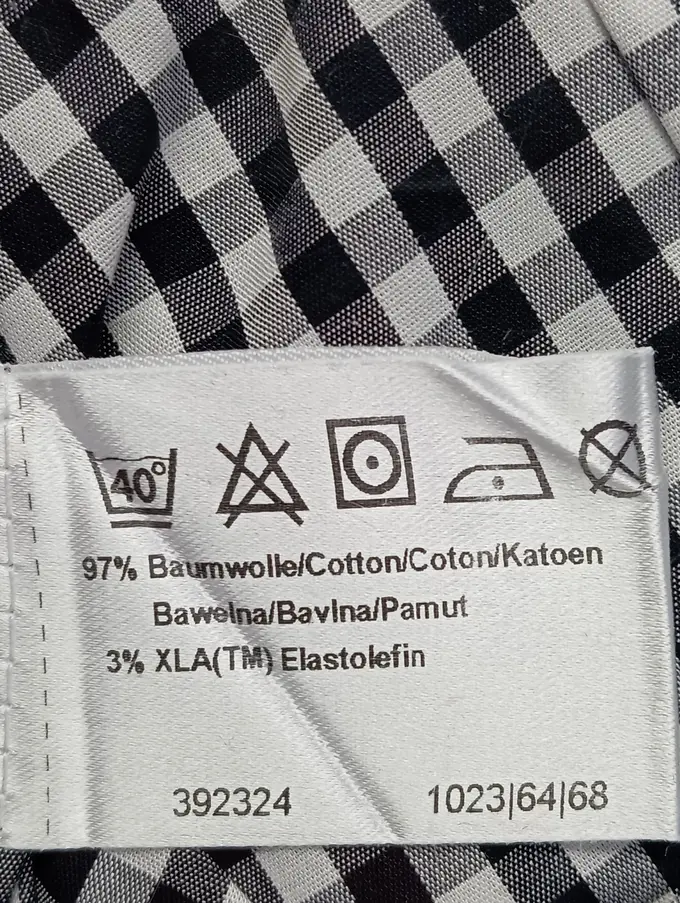 40°
97% Baumwolle/Cotton/Coton/Katoen
Bawełna/Bavlna/Pamut
3% XLA(TM) Elastolefin
392324 1023|64|68